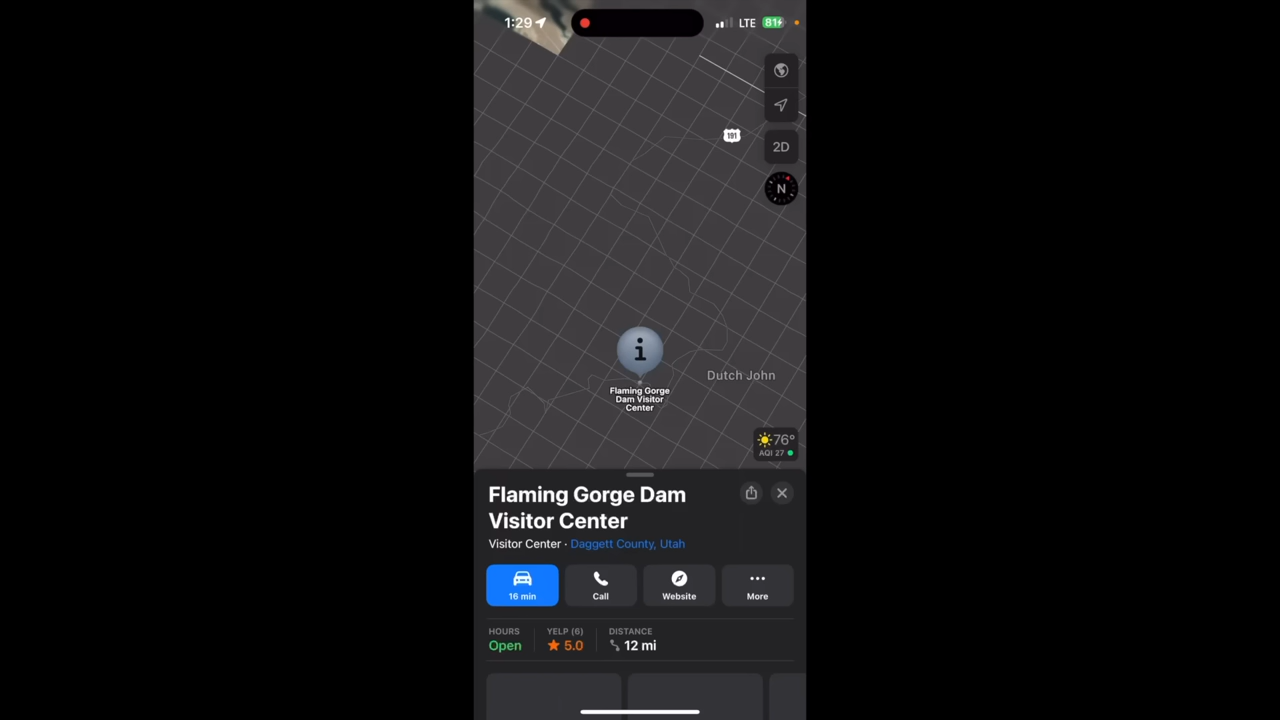 1:29
LTE
81
191
2D
N
Dutch John
Flaming Gorge
Dam Visitor
Center
76°
AQI 27
Flaming Gorge Dam
Visitor Center
Visitor Center · Daggett County, Utah
16 min
Call
Website
More
HOURS
Open
YELP (6)
5.0
DISTANCE
12 mi